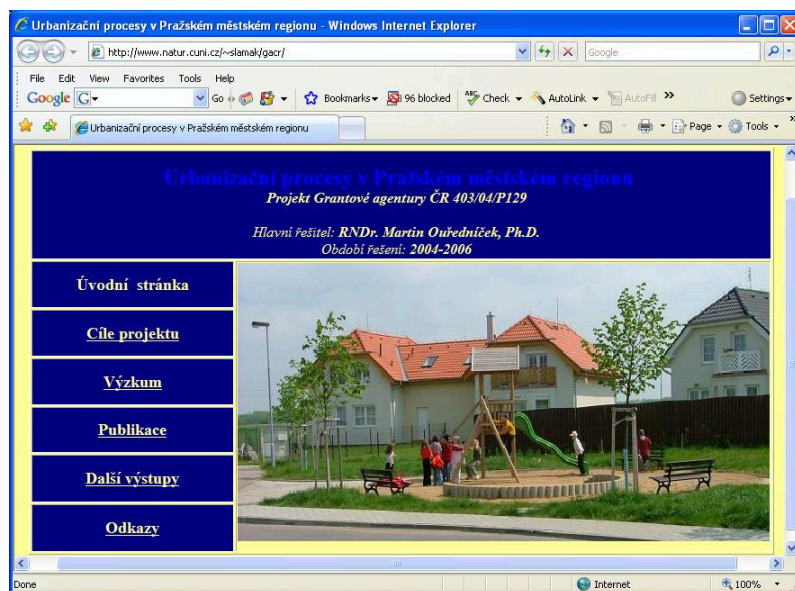 Urbanizační procesy v Pražském městském regionu - Windows Internet Explorer
http://www.natur.cuni.cz/~slamak/gacr/
Google
File Edit View Favorites Tools Help
Google G Go Bookmarks 96 blocked ABC Check AutoLink AutoFill Settings
Urbanizační procesy v Pražském městském regionu
Page Tools
Urbanizační procesy v Pražském městském regionu
Projekt Grantové agentury ČR 403/04/P129
Hlavní řešitel: RNDr. Martin Ouředníček, Ph.D.
Období řešení: 2004-2006
Úvodní stránka
Cíle projektu
Výzkum
Publikace
Další výstupy
Odkazy
Done Internet 100%